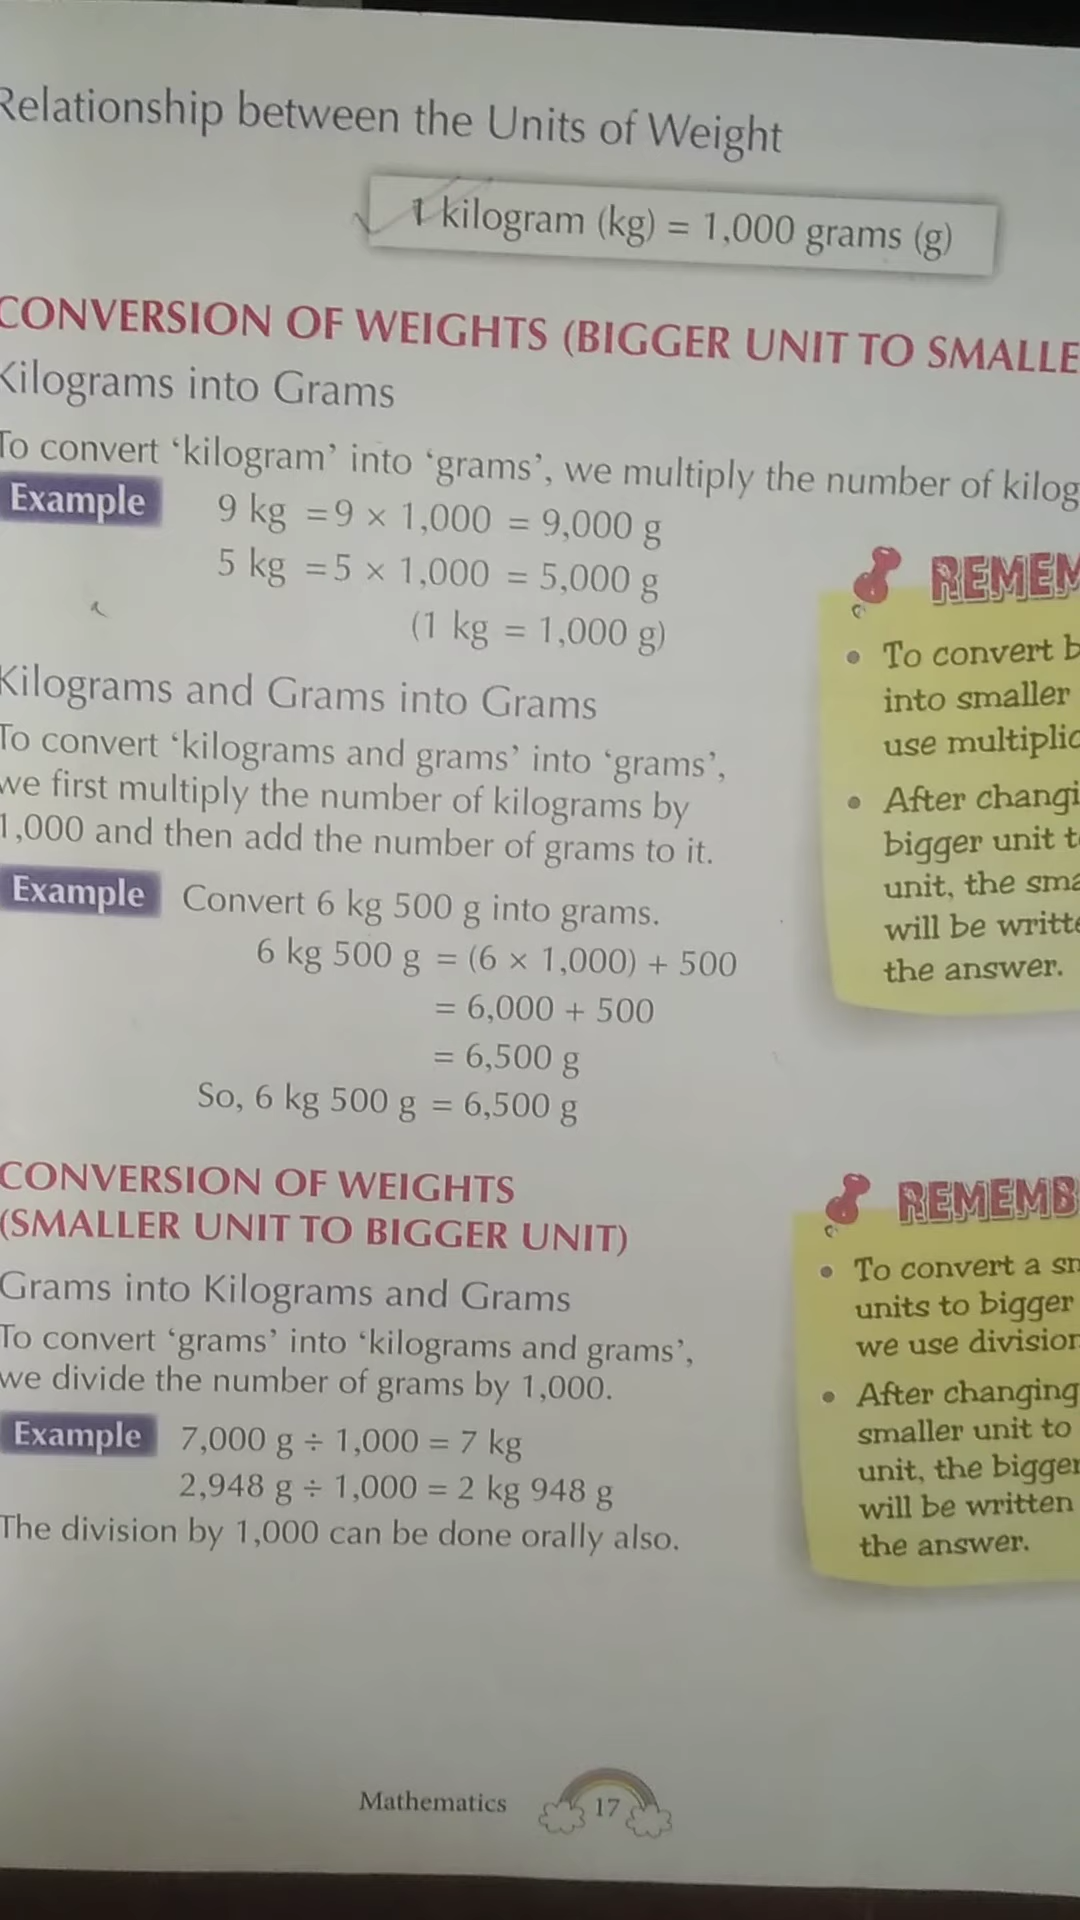 Relationship between the Units of Weight
1 kilogram (kg) = 1,000 grams (g)
CONVERSION OF WEIGHTS (BIGGER UNIT TO SMALLE
Kilograms into Grams
To convert ‘kilogram’ into ‘grams’, we multiply the number of kilog
Example 9 kg = 9 × 1,000 = 9,000 g
5 kg = 5 × 1,000 = 5,000 g
(1 kg = 1,000 g)
Kilograms and Grams into Grams
To convert ‘kilograms and grams’ into ‘grams’,
we first multiply the number of kilograms by
1,000 and then add the number of grams to it.
Example Convert 6 kg 500 g into grams.
6 kg 500 g = (6 × 1,000) + 500
= 6,000 + 500
= 6,500 g
So, 6 kg 500 g = 6,500 g
REMEM
• To convert b
into smaller
use multiplic
• After changi
bigger unit t
unit, the sma
will be writte
the answer.
CONVERSION OF WEIGHTS
(SMALLER UNIT TO BIGGER UNIT)
Grams into Kilograms and Grams
To convert ‘grams’ into ‘kilograms and grams’,
we divide the number of grams by 1,000.
Example 7,000 g ÷ 1,000 = 7 kg
2,948 g ÷ 1,000 = 2 kg 948 g
The division by 1,000 can be done orally also.
REMEMB
• To convert a sm
units to bigger
we use division
• After changing
smaller unit to
unit, the bigger
will be written
the answer.
Mathematics 17